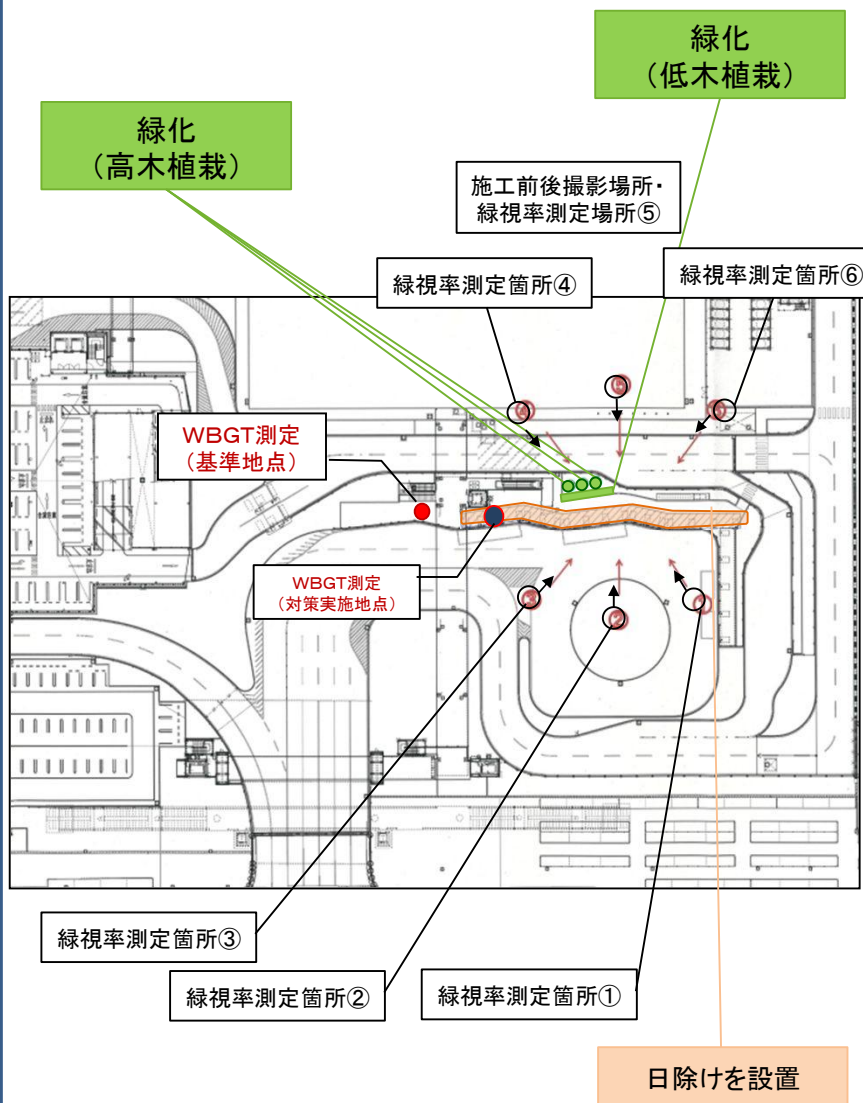 緑化
(低木植栽)
緑化
(高木植栽)
施工前後撮影場所・
緑視率測定場所⑤
緑視率測定箇所④
緑視率測定箇所⑥
WBGT測定
(基準地点)
WBGT測定
(対策実施地点)
緑視率測定箇所③
緑視率測定箇所②
緑視率測定箇所①
日除けを設置